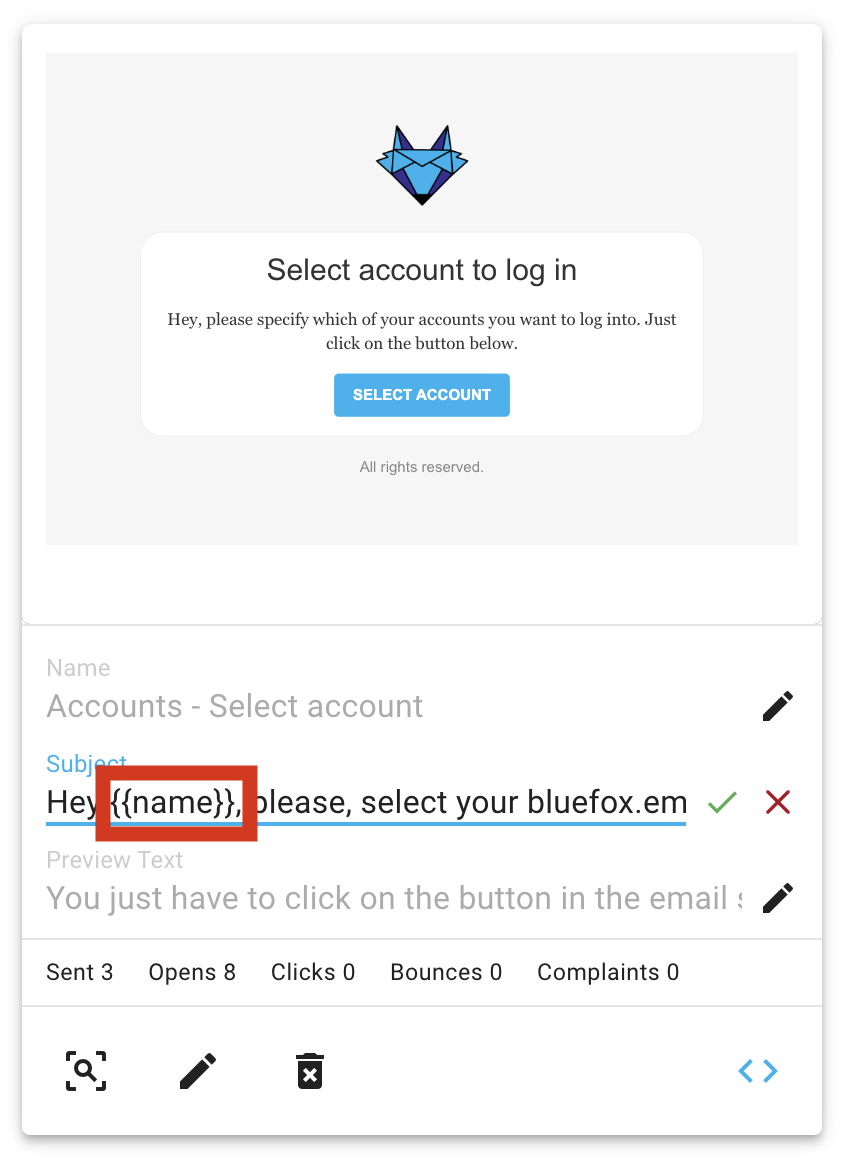 Select account to log in
Hey, please specify which of your accounts you want to log into. Just
click on the button below.
SELECT ACCOUNT
All rights reserved.
Name
Accounts - Select account
Subject
Hey {{name}}, please, select your bluefox.em
Preview Text
You just have to click on the button in the email s
Sent 3 Opens 8 Clicks 0 Bounces 0 Complaints 0